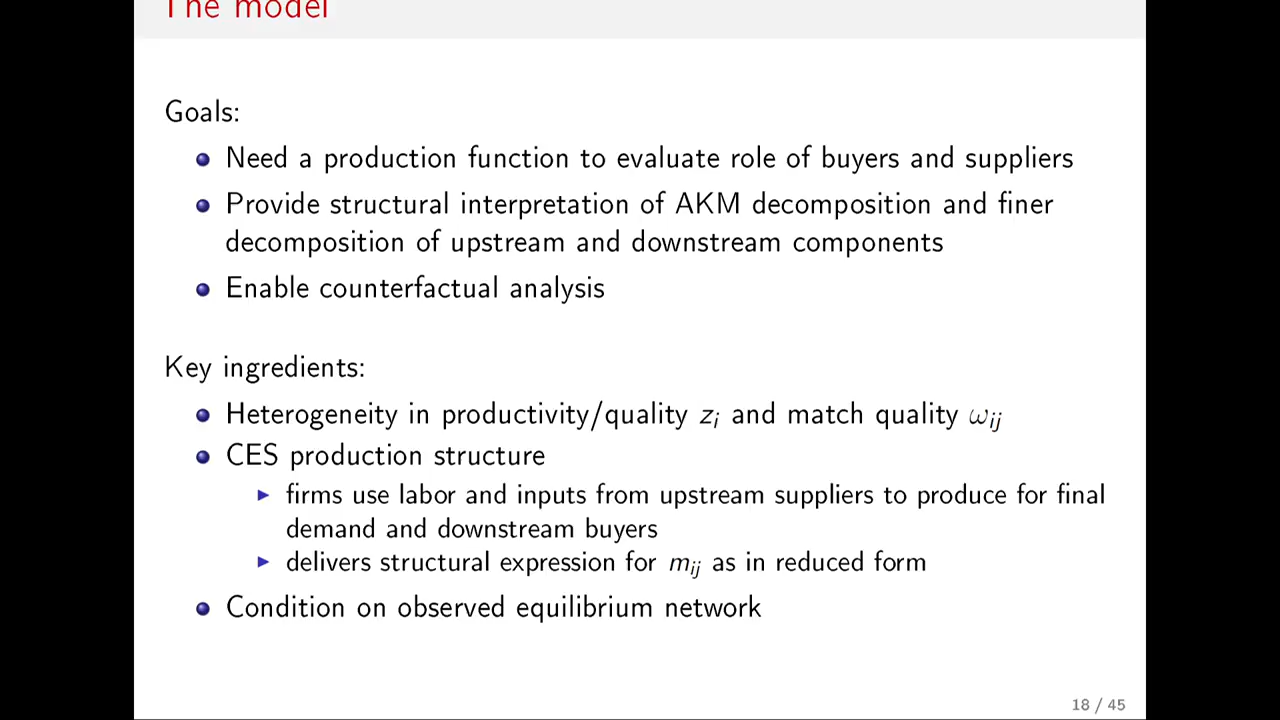 The model
Goals:
Need a production function to evaluate role of buyers and suppliers
Provide structural interpretation of AKM decomposition and finer
decomposition of upstream and downstream components
Enable counterfactual analysis
Key ingredients:
Heterogeneity in productivity/quality z_i and match quality ω_ij
CES production structure
firms use labor and inputs from upstream suppliers to produce for final
demand and downstream buyers
delivers structural expression for m_ij as in reduced form
Condition on observed equilibrium network
18 / 45